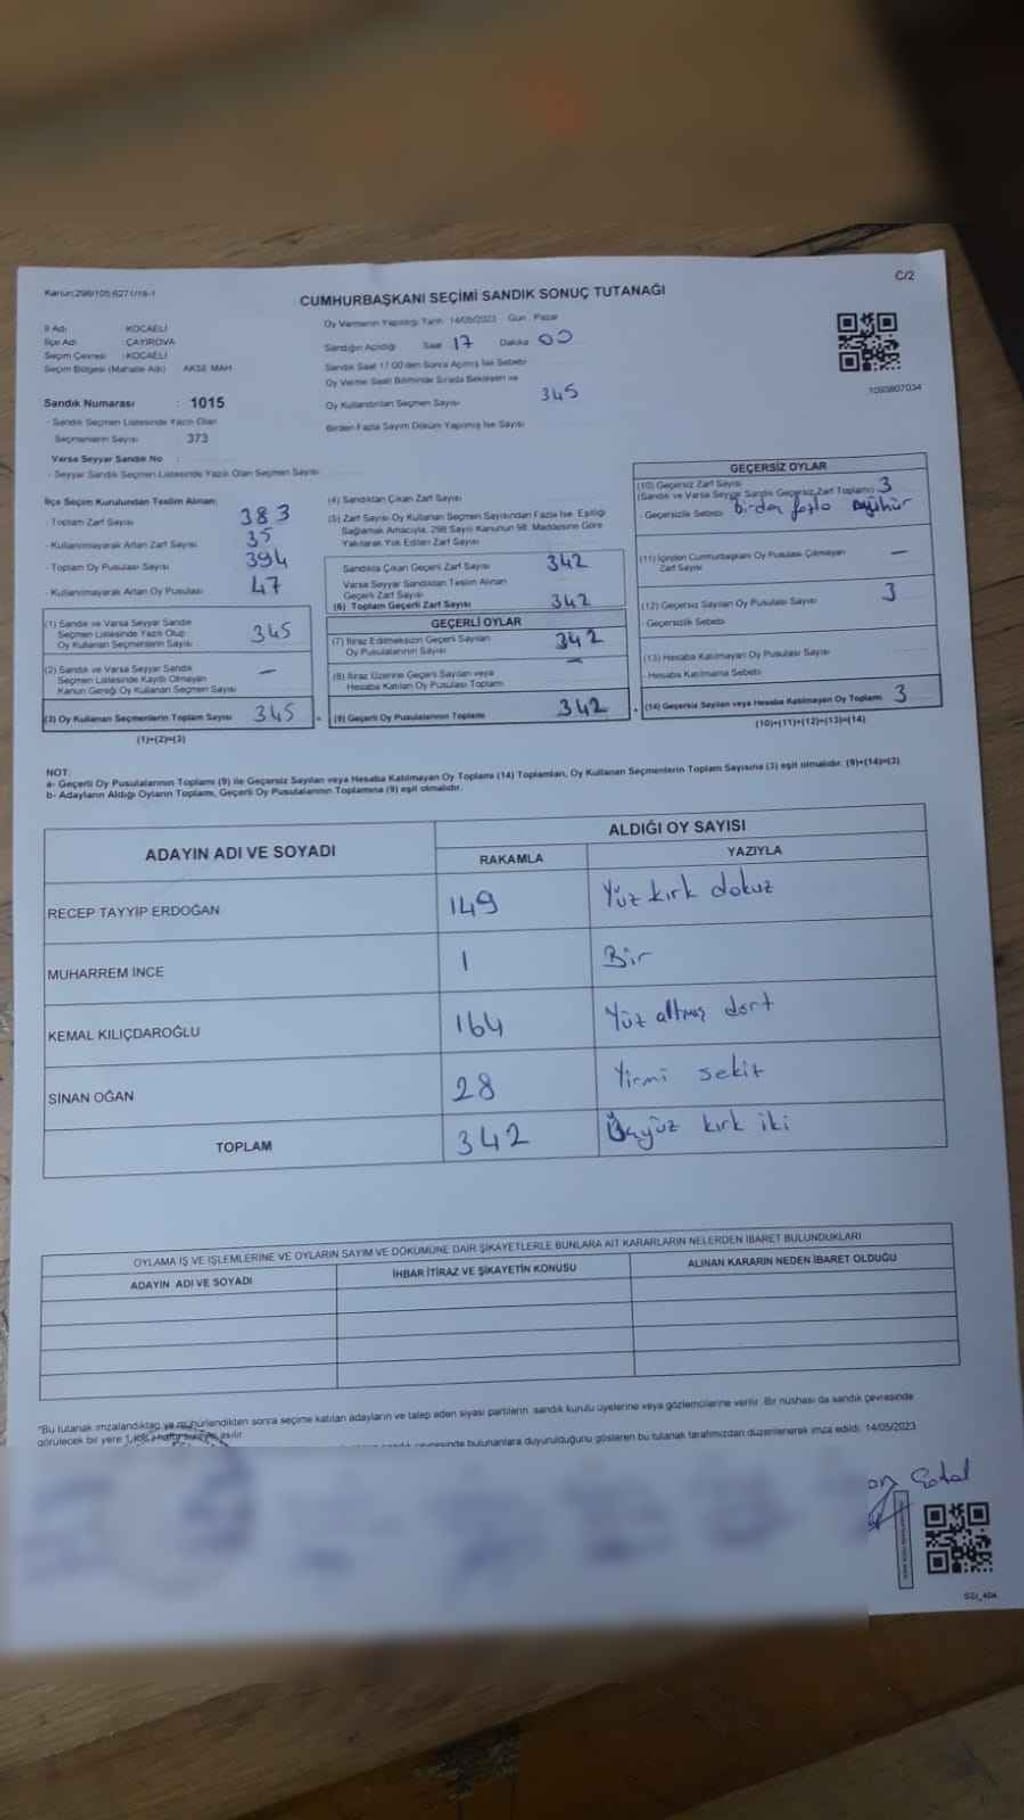 C/2
CUMHURBAŞKANI SEÇİMİ SANDIK SONUÇ TUTANAĞI
İl Adı : KOCAELİ
İlçe Adı : ÇAYIROVA
Seçim Çevresi : KOCAELİ
Seçim Bölgesi (Mahalle Adı) AKSE MAH.
Sandık Numarası : 1015
- Sandık Seçmen Listesinde Yazılı Olan
Seçmenlerin Sayısı 373
Varsa Seyyar Sandık No
- Seyyar Sandık Seçmen Listesinde Yazılı Olan Seçmen Sayısı
Oy Vermenin Yapıldığı Tarih : 14/05/2023 Gün : Pazar
Sandığın Açıldığı Saat 17 Dakika 00
Sandık Saat 17.00'den Sonra Açılmış İse Sebebi
Oy Verme Saati Bitiminde Sırada Bekleyen ve
Oy Kullandırılan Seçmen Sayısı 345
Birden Fazla Sayım Döküm Yapılmış İse Sayısı
1093807034
İlçe Seçim Kurulundan Teslim Alınan;
- Toplam Zarf Sayısı 383
- Kullanılmayarak Artan Zarf Sayısı 35
- Toplam Oy Pusulası Sayısı 394
- Kullanılmayarak Artan Oy Pusulası 47
(1) Sandık ve Varsa Seyyar Sandık
Seçmen Listesinde Yazılı Olup
Oy Kullanan Seçmenlerin Sayısı 345
(2) Sandık ve Varsa Seyyar Sandık
Seçmen Listesinde Kayıtlı Olmayan
Kanun Gereği Oy Kullanan Seçmen Sayısı —
(3) Oy Kullanan Seçmenlerin Toplam Sayısı 345
(1)+(2)=(3)
(4) Sandıktan Çıkan Zarf Sayısı
(5) Zarf Sayısı Oy Kullanan Seçmen Sayısından Fazla İse, Eşitliği
Sağlamak Amacıyla, 298 Sayılı Kanunun 98. Maddesine Göre
Yakılarak Yok Edilen Zarf Sayısı
Sandıkta Çıkan Geçerli Zarf Sayısı 342
Varsa Seyyar Sandıktan Teslim Alınan
Geçerli Zarf Sayısı
(6) Toplam Geçerli Zarf Sayısı 342
GEÇERLİ OYLAR
(7) İtiraz Edilmeksizin Geçerli Sayılan
Oy Pusulalarının Sayısı 342
(8) İtiraz Üzerine Geçerli Sayılan veya
Hesaba Katılan Oy Pusulası Toplamı —
(9) Geçerli Oy Pusulalarının Toplamı 342
GEÇERSİZ OYLAR
(10) Geçersiz Zarf Sayısı
(Sandık ve Varsa Seyyar Sandık Geçersiz Zarf Toplamı) 3
- Geçersizlik Sebebi Birden fazla mühür
(11) İçinden Cumhurbaşkanı Oy Pusulası Çıkmayan
Zarf Sayısı —
(12) Geçersiz Sayılan Oy Pusulası Sayısı 3
- Geçersizlik Sebebi
(13) Hesaba Katılmayan Oy Pusulası Sayısı
- Hesaba Katılmama Sebebi
(14) Geçersiz Sayılan veya Hesaba Katılmayan Oy Toplamı 3
(10)+(11)+(12)+(13)=(14)
NOT:
a- Geçerli Oy Pusulalarının Toplamı (9) ile Geçersiz Sayılan veya Hesaba Katılmayan Oy Toplamı (14) Toplamları, Oy Kullanan Seçmenlerin Toplam Sayısına (3) eşit olmalıdır. (9)+(14)=(3)
b- Adayların Aldığı Oyların Toplamı, Geçerli Oy Pusulalarının Toplamına (9) eşit olmalıdır.
ADAYIN ADI VE SOYADI
ALDIĞI OY SAYISI
RAKAMLA YAZIYLA
RECEP TAYYİP ERDOĞAN 149 Yüz kırk dokuz
MUHARREM İNCE 1 Bir
KEMAL KILIÇDAROĞLU 164 Yüz altmış dört
SİNAN OĞAN 28 Yirmi sekiz
TOPLAM 342 Üçyüz kırk iki
OYLAMA İŞ VE İŞLEMLERİNE VE OYLARIN SAYIM VE DÖKÜMÜNE DAİR ŞİKAYETLERLE BUNLARA AİT KARARLARIN NELERDEN İBARET BULUNDUKLARI
ADAYIN ADI VE SOYADI İHBAR İTİRAZ VE ŞİKAYETİN KONUSU ALINAN KARARIN NEDEN İBARET OLDUĞU
*Bu tutanak imzalandıktan ve mühürlendikten sonra seçime katılan adayların ve talep eden siyasi partilerin sandık kurulu üyelerine veya gözlemcilerine verilir. Bir nüshası da sandık çevresinde
görülecek bir yere 1 hafta süreyle asılır.
bulunanlara duyurulduğunu gösteren bu tutanak tarafımızdan düzenlenerek imza edildi. 14/05/2023